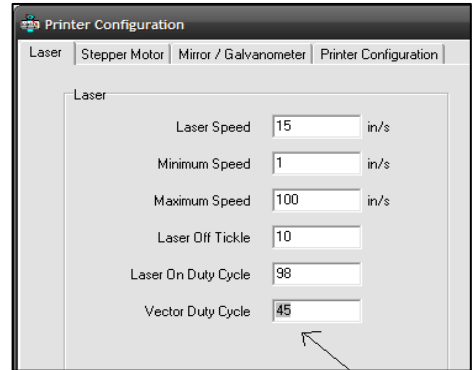 Printer Configuration
Laser Stepper Motor Mirror / Galvanometer Printer Configuration
Laser
Laser Speed 15 in/s
Minimum Speed 1 in/s
Maximum Speed 100 in/s
Laser Off Tickle 10
Laser On Duty Cycle 98
Vector Duty Cycle 45